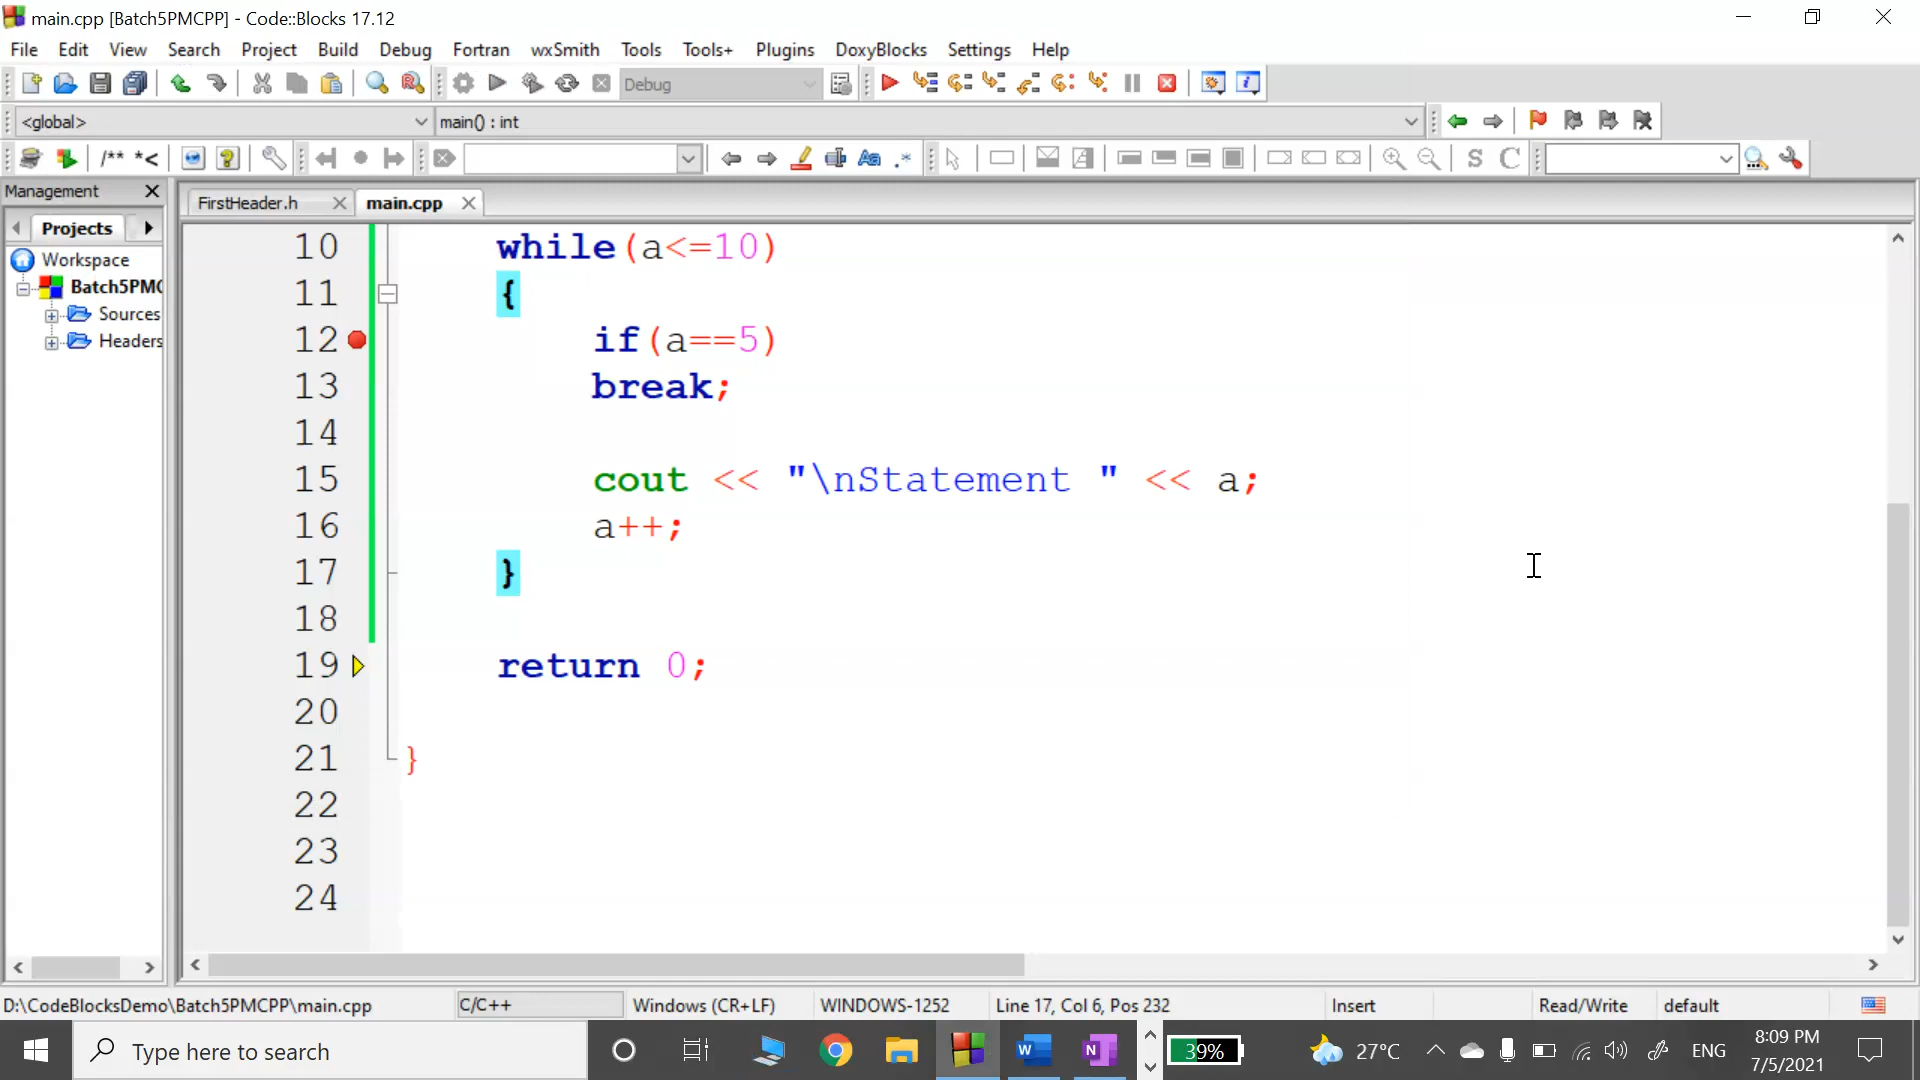 main.cpp [Batch5PMCPP] - Code::Blocks 17.12
File Edit View Search Project Build Debug Fortran wxSmith Tools Tools+ Plugins DoxyBlocks Settings Help
Debug
<global> main() : int
/** *<
S C
Management
FirstHeader.h main.cpp
Projects
Workspace
Batch5PMC
Sources
Headers
10 while(a<=10)
11 {
12 if(a==5)
13 break;
14
15 cout << "\nStatement " << a;
16 a++;
17 }
18
19 return 0;
20
21 }
22
23
24
D:\CodeBlocksDemo\Batch5PMCPP\main.cpp C/C++ Windows (CR+LF) WINDOWS-1252 Line 17, Col 6, Pos 232 Insert Read/Write default
Type here to search
39%
27°C
ENG
8:09 PM
7/5/2021